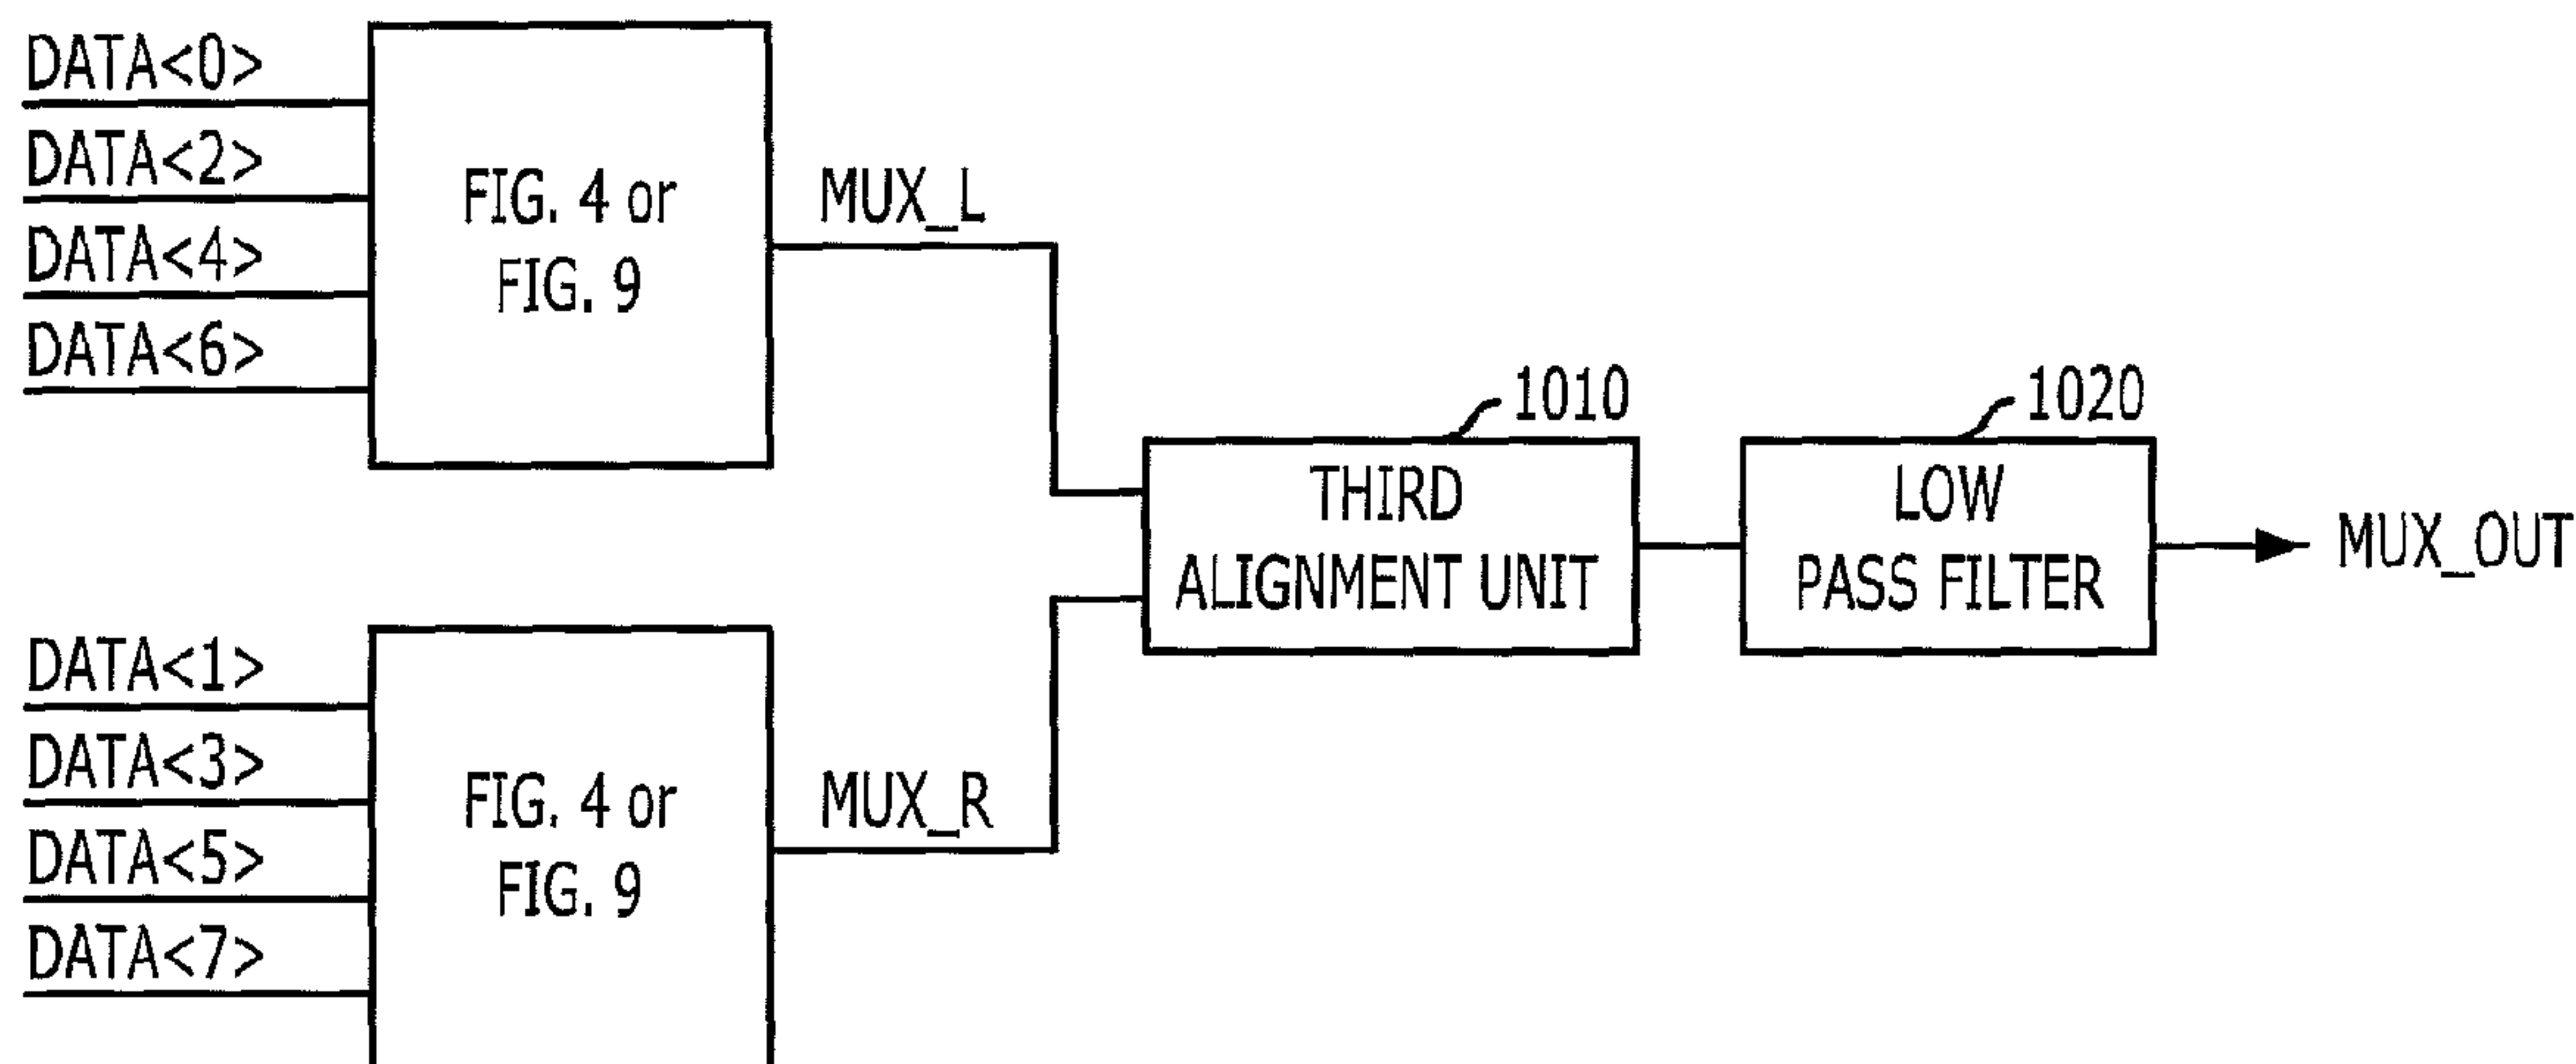 DATA<0>
DATA<2>
DATA<4>
DATA<6>
FIG. 4 or
FIG. 9
MUX_L
DATA<1>
DATA<3>
DATA<5>
DATA<7>
FIG. 4 or
FIG. 9
MUX_R
1010
THIRD
ALIGNMENT UNIT
1020
LOW
PASS FILTER
MUX_OUT